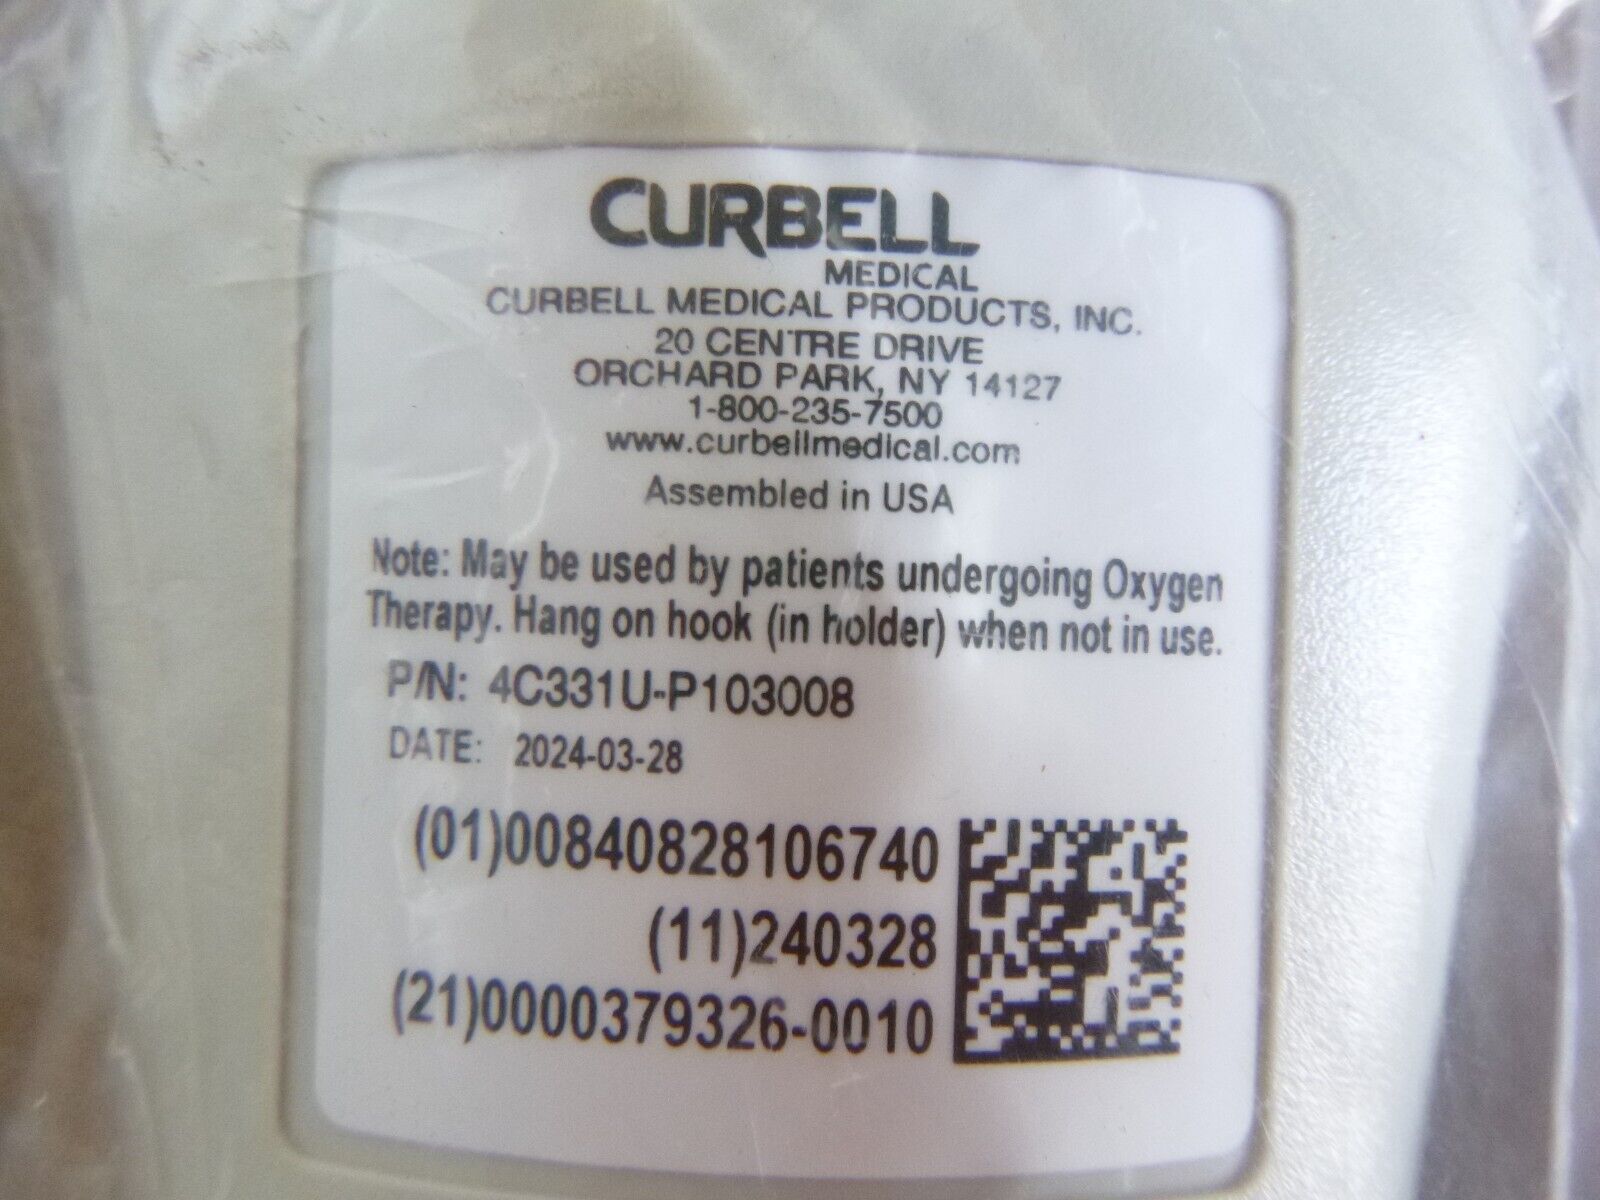 CURBELL
MEDICAL
CURBELL MEDICAL PRODUCTS, INC.
20 CENTRE DRIVE
ORCHARD PARK, NY 14127
1-800-235-7500
www.curbellmedical.com
Assembled in USA
Note: May be used by patients undergoing Oxygen
Therapy. Hang on hook (in holder) when not in use.
P/N: 4C331U-P103008
DATE: 2024-03-28
(01)00840828106740
(11)240328
(21)0000379326-0010